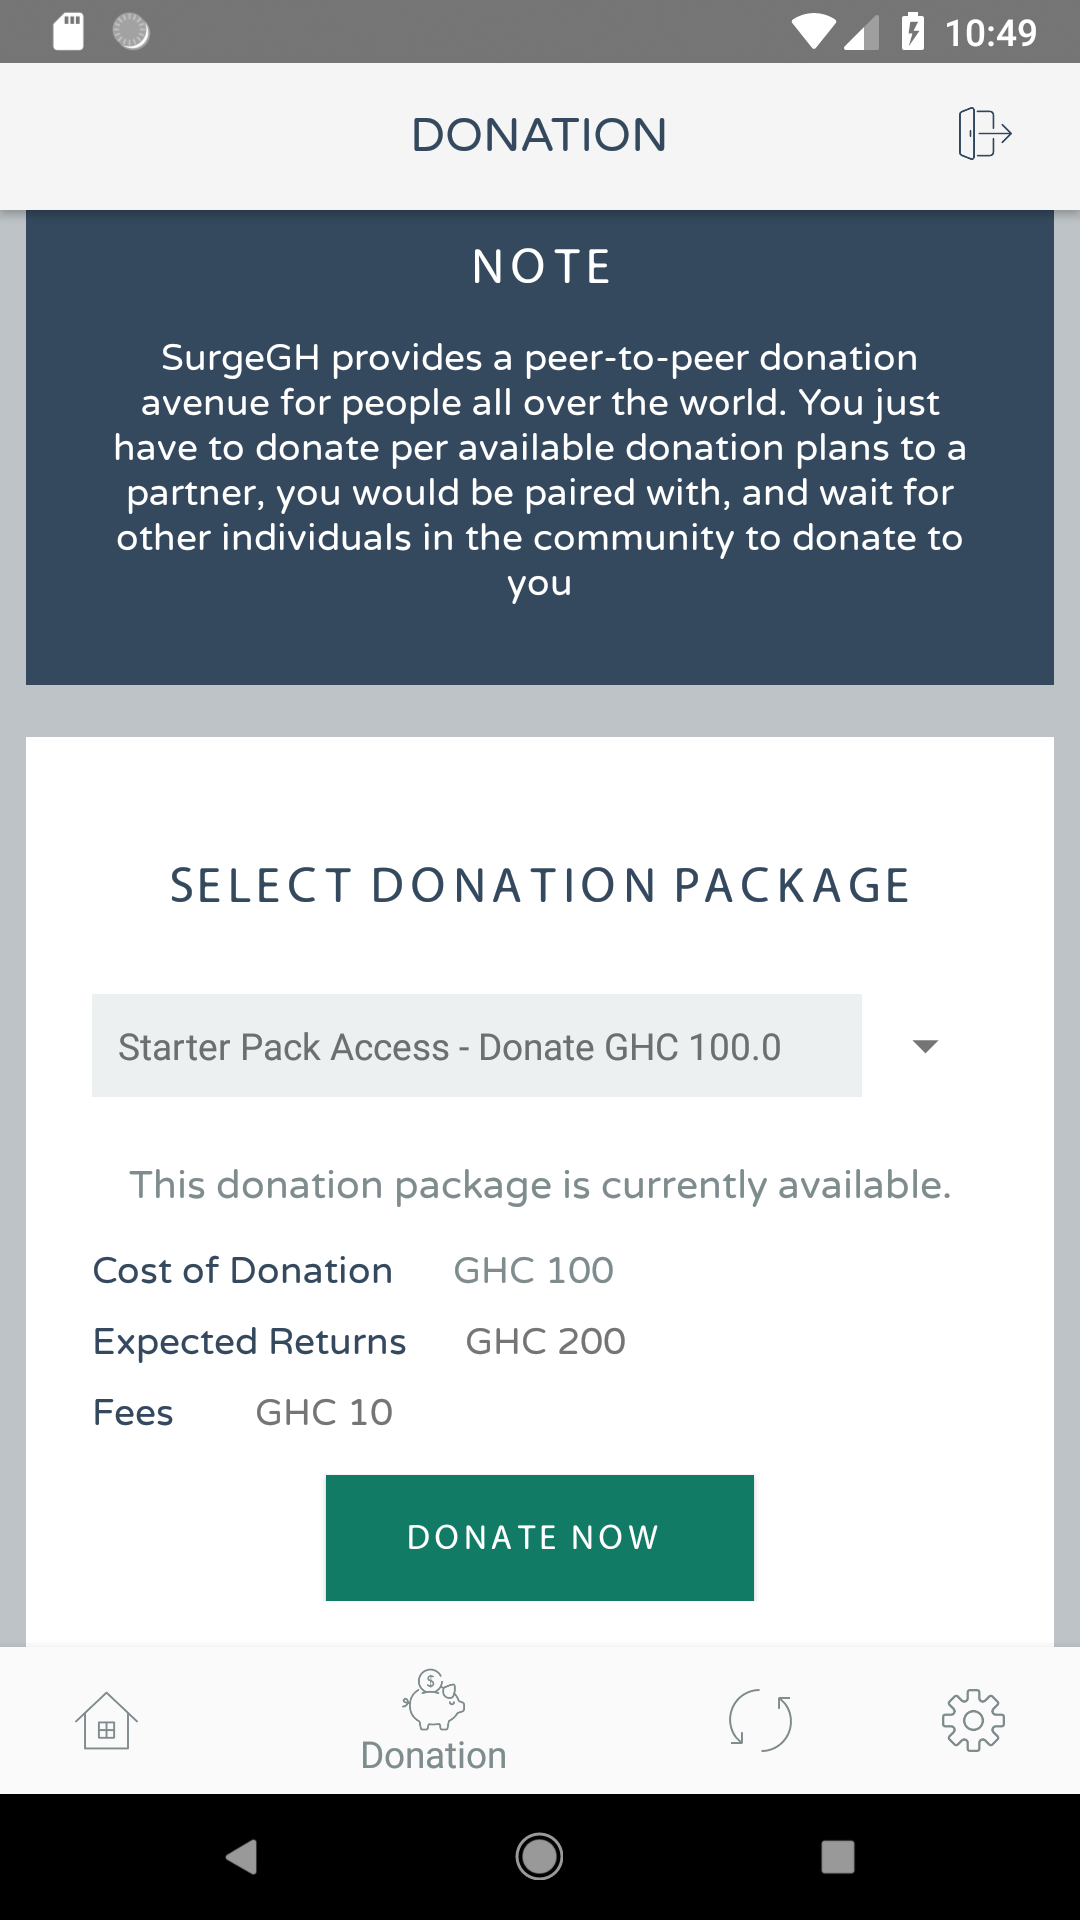 10:49
DONATION
NOTE
SurgeGH provides a peer-to-peer donation
avenue for people all over the world. You just
have to donate per available donation plans to a
partner, you would be paired with, and wait for
other individuals in the community to donate to
you
SELECT DONATION PACKAGE
Starter Pack Access - Donate GHC 100.0
This donation package is currently available.
Cost of Donation GHC 100
Expected Returns GHC 200
Fees GHC 10
DONATE NOW
Donation